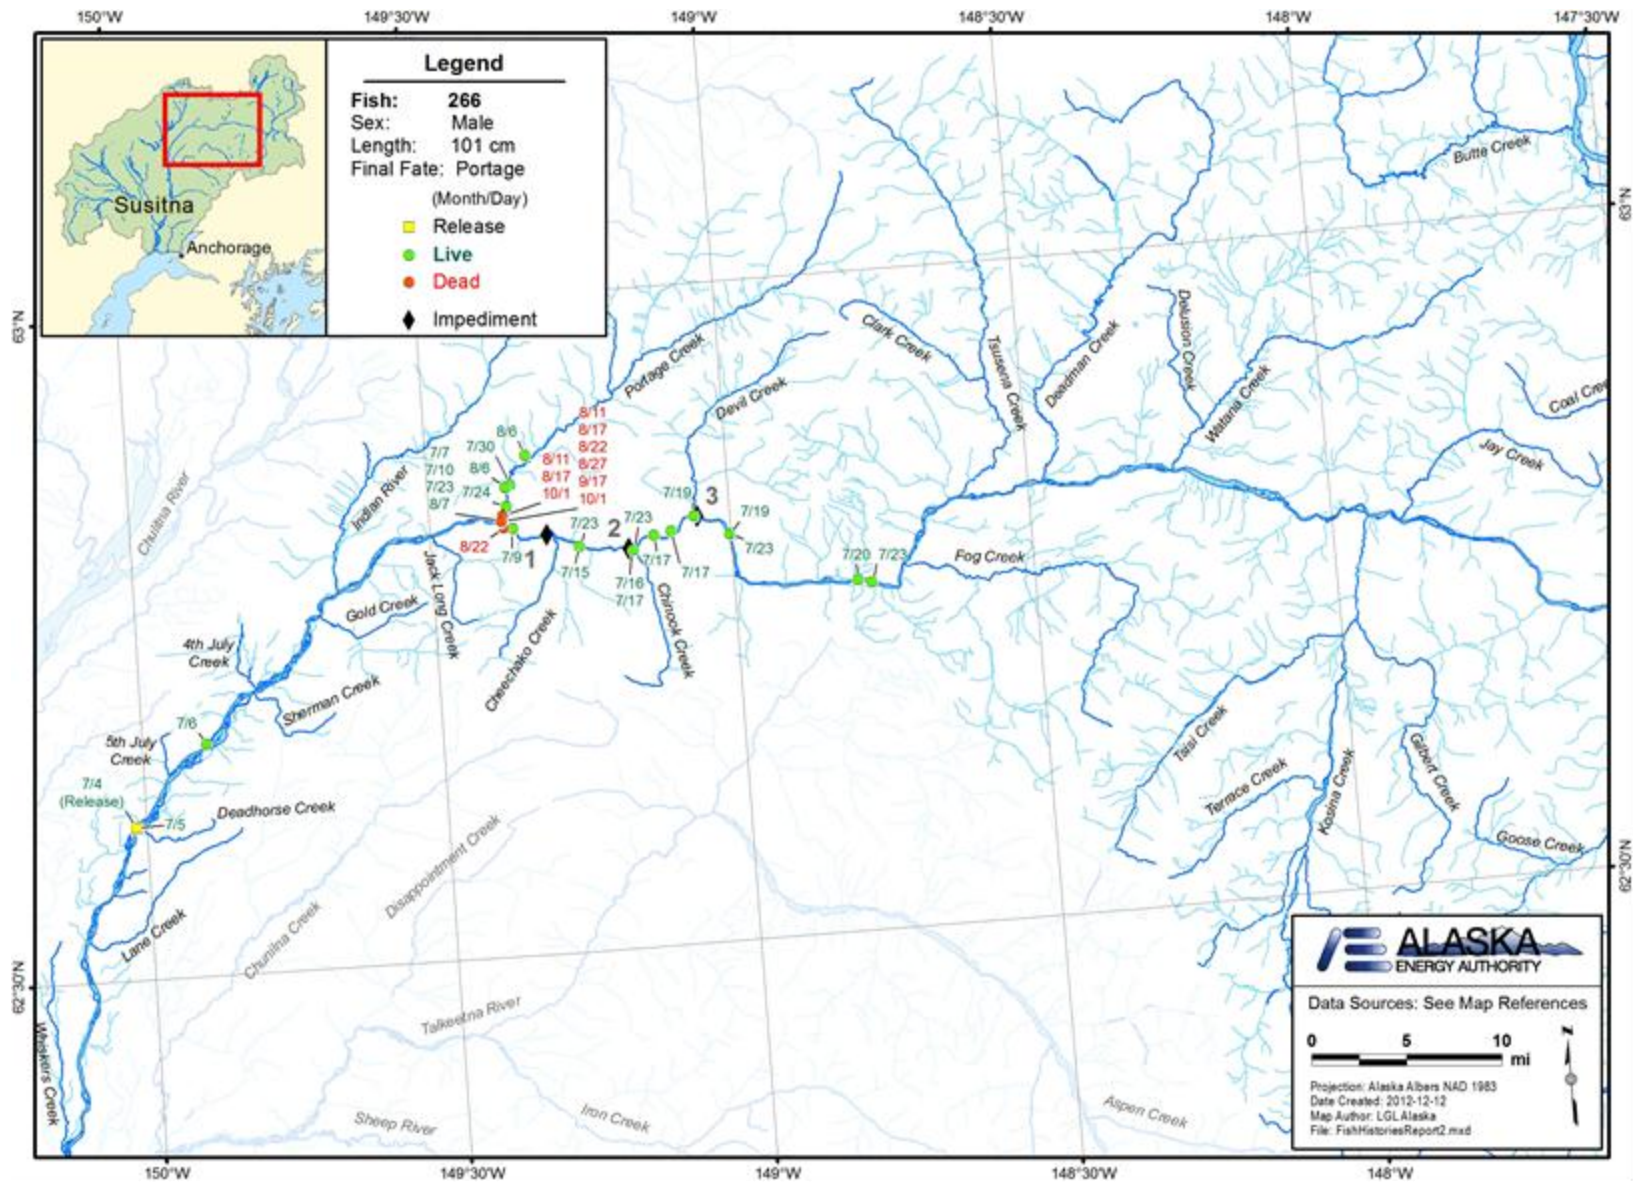 150°W
149°30'W
149°W
148°30'W
148°W
147°30'W
Legend
Fish: 266
Sex: Male
Length: 101 cm
Final Fate: Portage
(Month/Day)
Release
Live
Dead
Impediment
Susitna
Anchorage
63°N
63°N
Butte Creek
Clark Creek
Tsusena Creek
Deadman Creek
Delusion Creek
Watana Creek
Coal Cree
Jay Creek
Portage Creek
Devil Creek
Chulitna River
Indian River
8/6
7/30
8/6
7/24
7/7
7/10
7/23
8/7
8/11
8/17
10/1
8/11
8/17
8/22
8/27
9/17
10/1
8/22
7/9
1
7/23
7/15
2
7/23
7/16
7/17
7/17
7/17
7/19
3
7/19
7/23
7/20
7/23
Fog Creek
Jack Long Creek
Gold Creek
Cheechako Creek
Chinook Creek
4th July
Creek
Sherman Creek
7/6
5th July
Creek
7/4
(Release)
7/5
Deadhorse Creek
Tsisi Creek
Terrace Creek
Kosina Creek
Gilbert Creek
Goose Creek
Disappointment Creek
Chunilna Creek
Lane Creek
Talkeetna River
Whiskers Creek
Sheep River
Iron Creek
Aspen Creek
62°30'N
62°30'N
ALASKA
ENERGY AUTHORITY
Data Sources: See Map References
0 5 10
mi
N
Projection: Alaska Albers NAD 1983
Date Created: 2012-12-12
Map Author: LGL Alaska
File: FishHistoriesReport2.mxd
150°W
149°30'W
149°W
148°30'W
148°W